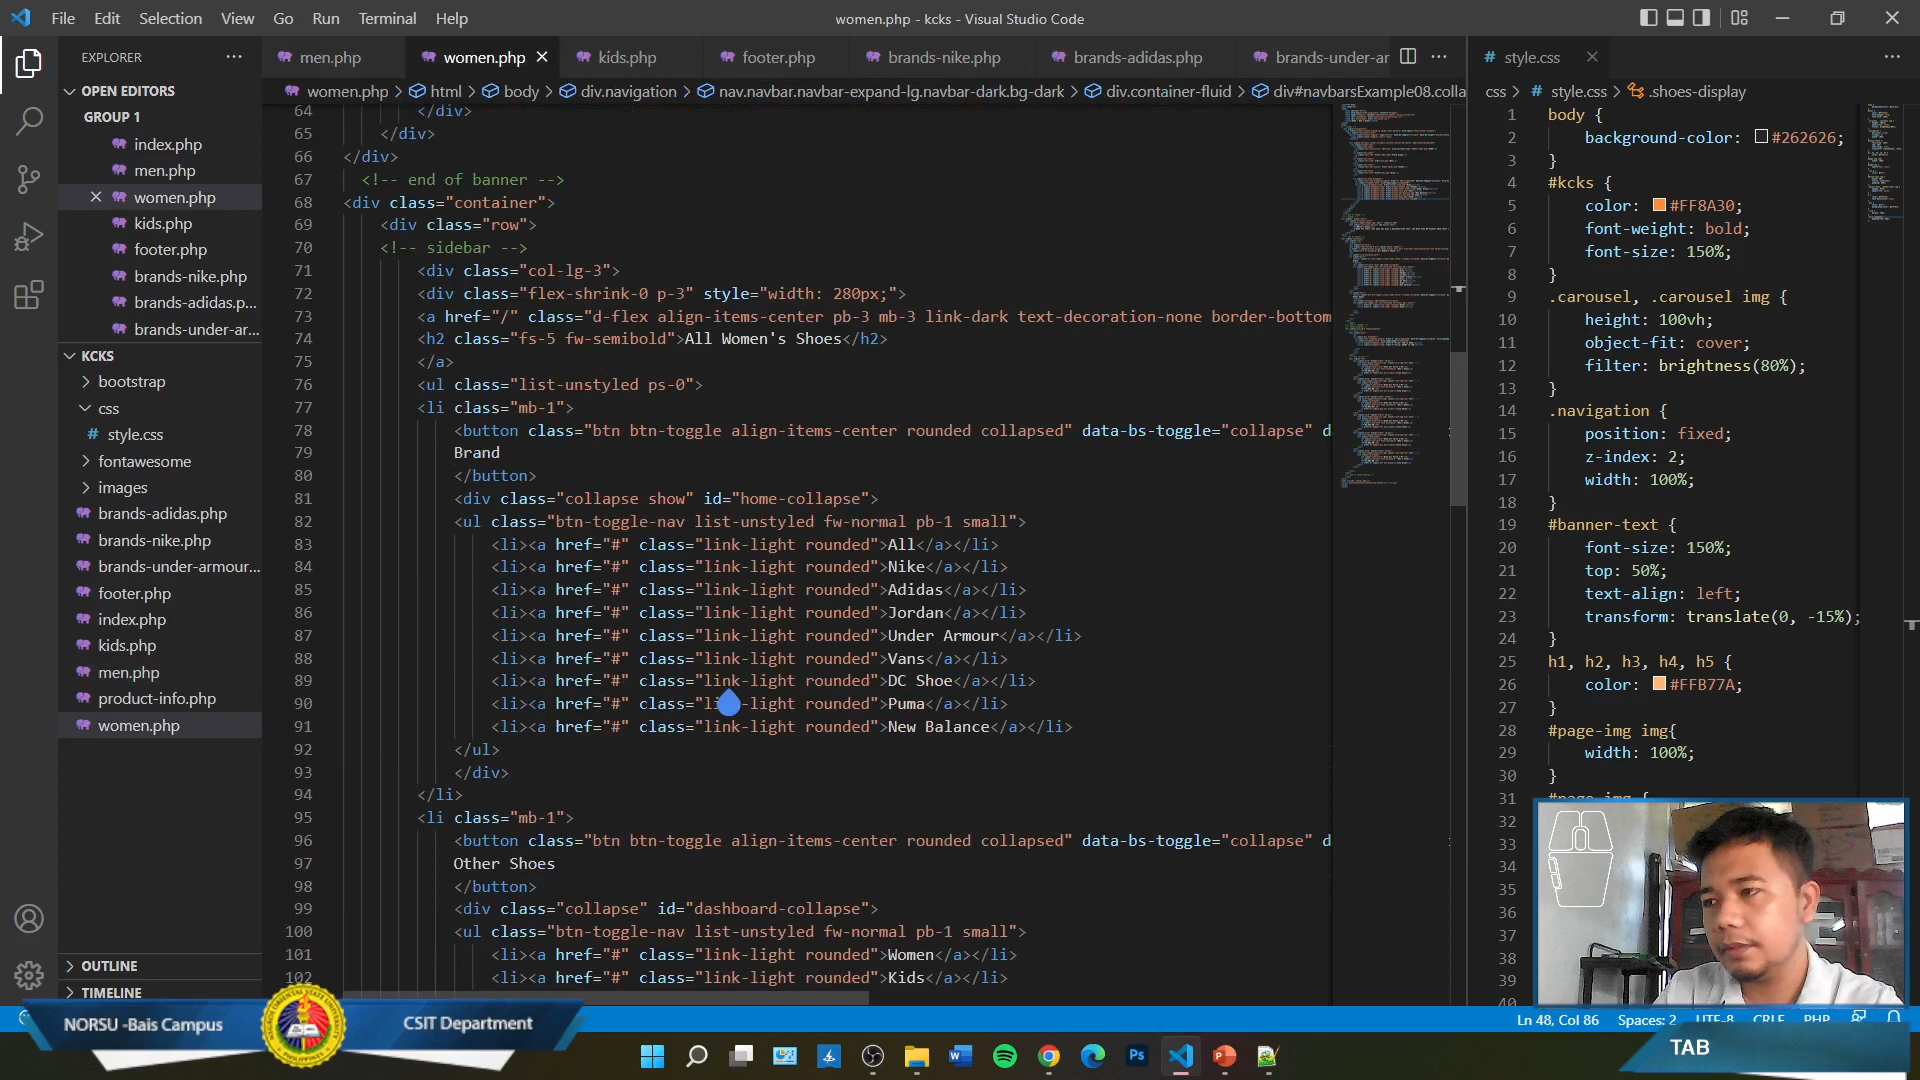 File Edit Selection View Go Run Terminal Help
women.php - kcks - Visual Studio Code
EXPLORER
OPEN EDITORS
GROUP 1
index.php
men.php
women.php
kids.php
footer.php
brands-nike.php
brands-adidas.p...
brands-under-ar...
KCKS
bootstrap
css
# style.css
fontawesome
images
brands-adidas.php
brands-nike.php
brands-under-armour...
footer.php
index.php
kids.php
men.php
product-info.php
women.php
OUTLINE
TIMELINE
men.php women.php kids.php footer.php brands-nike.php brands-adidas.php brands-under-ar
women.php > html > body > div.navigation > nav.navbar.navbar-expand-lg.navbar-dark.bg-dark > div.container-fluid > div#navbarsExample08.colla
64 </div>
65 </div>
66 </div>
67 <!-- end of banner -->
68 <div class="container">
69 <div class="row">
70 <!-- sidebar -->
71 <div class="col-lg-3">
72 <div class="flex-shrink-0 p-3" style="width: 280px;">
73 <a href="/" class="d-flex align-items-center pb-3 mb-3 link-dark text-decoration-none border-bottom
74 <h2 class="fs-5 fw-semibold">All Women's Shoes</h2>
75 </a>
76 <ul class="list-unstyled ps-0">
77 <li class="mb-1">
78 <button class="btn btn-toggle align-items-center rounded collapsed" data-bs-toggle="collapse" d
79 Brand
80 </button>
81 <div class="collapse show" id="home-collapse">
82 <ul class="btn-toggle-nav list-unstyled fw-normal pb-1 small">
83 <li><a href="#" class="link-light rounded">All</a></li>
84 <li><a href="#" class="link-light rounded">Nike</a></li>
85 <li><a href="#" class="link-light rounded">Adidas</a></li>
86 <li><a href="#" class="link-light rounded">Jordan</a></li>
87 <li><a href="#" class="link-light rounded">Under Armour</a></li>
88 <li><a href="#" class="link-light rounded">Vans</a></li>
89 <li><a href="#" class="link-light rounded">DC Shoe</a></li>
90 <li><a href="#" class="link-light rounded">Puma</a></li>
91 <li><a href="#" class="link-light rounded">New Balance</a></li>
92 </ul>
93 </div>
94 </li>
95 <li class="mb-1">
96 <button class="btn btn-toggle align-items-center rounded collapsed" data-bs-toggle="collapse" d
97 Other Shoes
98 </button>
99 <div class="collapse" id="dashboard-collapse">
100 <ul class="btn-toggle-nav list-unstyled fw-normal pb-1 small">
101 <li><a href="#" class="link-light rounded">Women</a></li>
102 <li><a href="#" class="link-light rounded">Kids</a></li>
# style.css
css > # style.css > .shoes-display
1 body {
2 background-color: #262626;
3 }
4 #kcks {
5 color: #FF8A30;
6 font-weight: bold;
7 font-size: 150%;
8 }
9 .carousel, .carousel img {
10 height: 100vh;
11 object-fit: cover;
12 filter: brightness(80%);
13 }
14 .navigation {
15 position: fixed;
16 z-index: 2;
17 width: 100%;
18 }
19 #banner-text {
20 font-size: 150%;
21 top: 50%;
22 text-align: left;
23 transform: translate(0, -15%);
24 }
25 h1, h2, h3, h4, h5 {
26 color: #FFB77A;
27 }
28 #page-img img{
29 width: 100%;
30 }
31 #page-img {
32
33
34
35
36
37
38
39
40
Ln 48, Col 86 Spaces: 2 UTF-8 CRLF PHP
NORSU -Bais Campus
CSIT Department
TAB